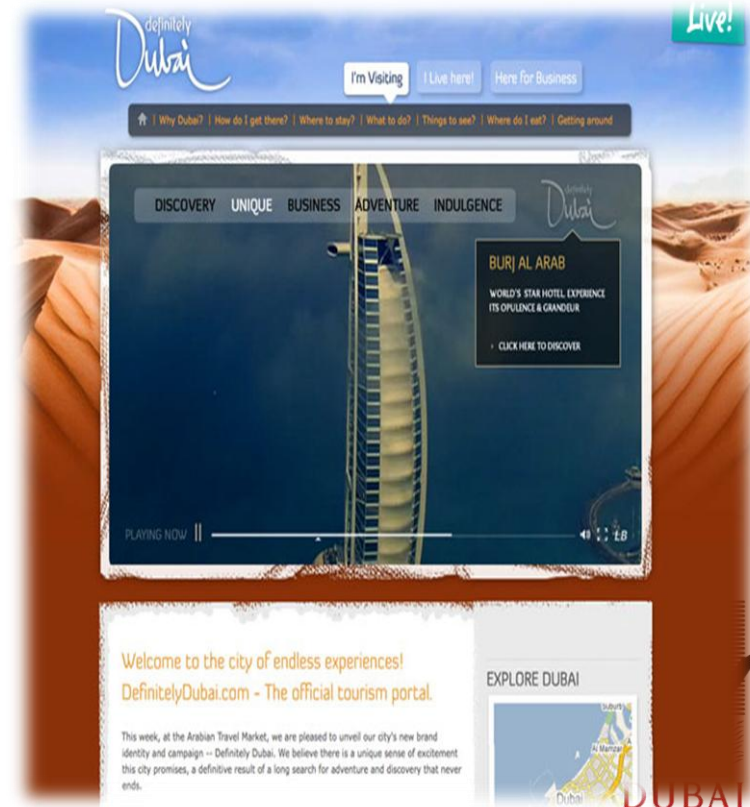 Live!
definitely
Dubai
I'm Visiting
I Live here!
Here for Business
Why Dubai? | How do I get there? | Where to stay? | What to do? | Things to see? | Where do I eat? | Getting around
DISCOVERY UNIQUE BUSINESS ADVENTURE INDULGENCE
definitely
Dubai
BURJ AL ARAB
WORLD'S STAR HOTEL. EXPERIENCE
ITS OPULENCE & GRANDEUR
CLICK HERE TO DISCOVER
PLAYING NOW
LB
Welcome to the city of endless experiences!
DefinitelyDubai.com - The official tourism portal.
This week, at the Arabian Travel Market, we are pleased to unveil our city's new brand
identity and campaign -- Definitely Dubai. We believe there is a unique sense of excitement
this city promises, a definitive result of a long search for adventure and discovery that never
ends.
EXPLORE DUBAI
Suburb
Al Mamzar
Dubai
DUBAI